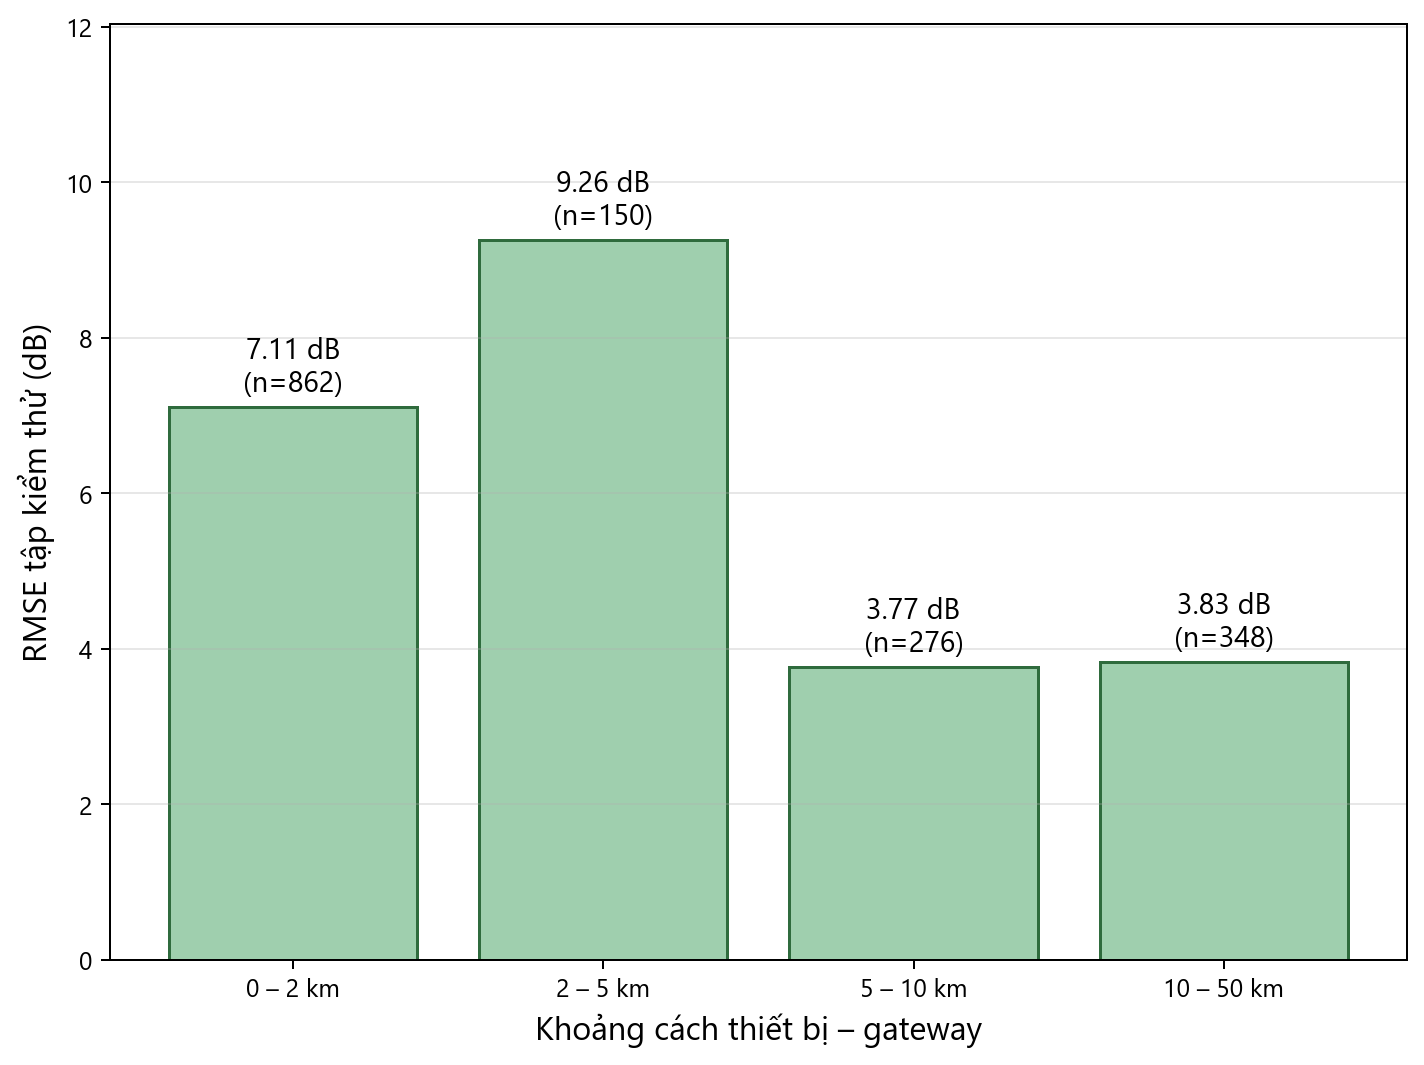 12
10
8
6
4
2
0
RMSE tập kiểm thử (dB)
7.11 dB
(n=862)
9.26 dB
(n=150)
3.77 dB
(n=276)
3.83 dB
(n=348)
0 – 2 km
2 – 5 km
5 – 10 km
10 – 50 km
Khoảng cách thiết bị – gateway